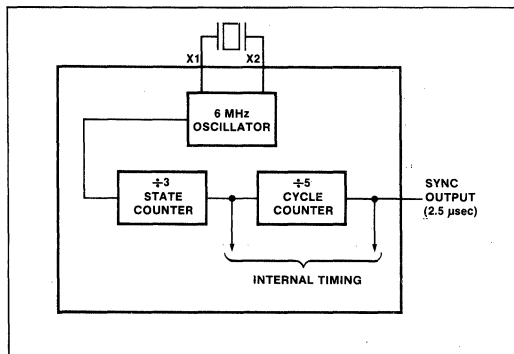 X1 X2
6 MHz
OSCILLATOR
÷3
STATE
COUNTER
÷5
CYCLE
COUNTER
SYNC
OUTPUT
(2.5 μsec)
INTERNAL TIMING